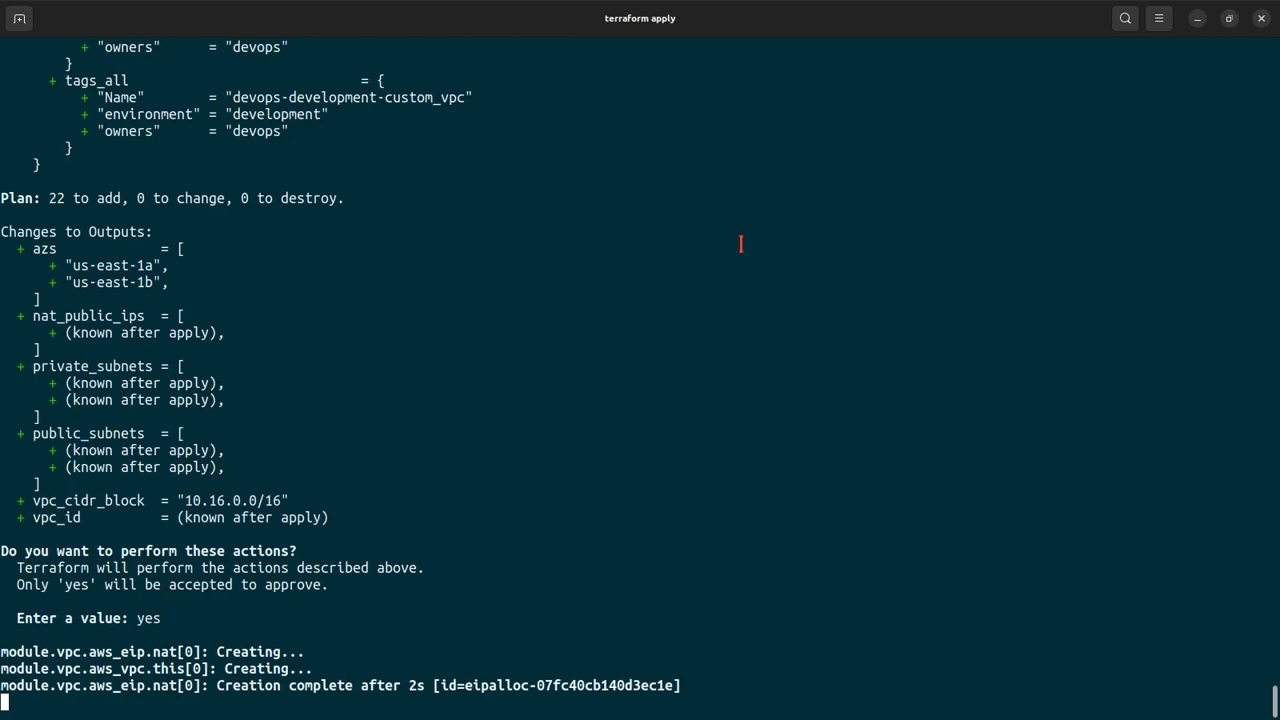 terraform apply
+ "owners"      = "devops"
}
+ tags_all                             = {
+ "Name"        = "devops-development-custom_vpc"
+ "environment" = "development"
+ "owners"      = "devops"
}
}
Plan: 22 to add, 0 to change, 0 to destroy.
Changes to Outputs:
+ azs             = [
+ "us-east-1a",
+ "us-east-1b",
]
+ nat_public_ips  = [
+ (known after apply),
]
+ private_subnets = [
+ (known after apply),
+ (known after apply),
]
+ public_subnets  = [
+ (known after apply),
+ (known after apply),
]
+ vpc_cidr_block  = "10.16.0.0/16"
+ vpc_id          = (known after apply)
Do you want to perform these actions?
Terraform will perform the actions described above.
Only 'yes' will be accepted to approve.
Enter a value: yes
module.vpc.aws_eip.nat[0]: Creating...
module.vpc.aws_vpc.this[0]: Creating...
module.vpc.aws_eip.nat[0]: Creation complete after 2s [id=eipalloc-07fc40cb140d3ec1e]